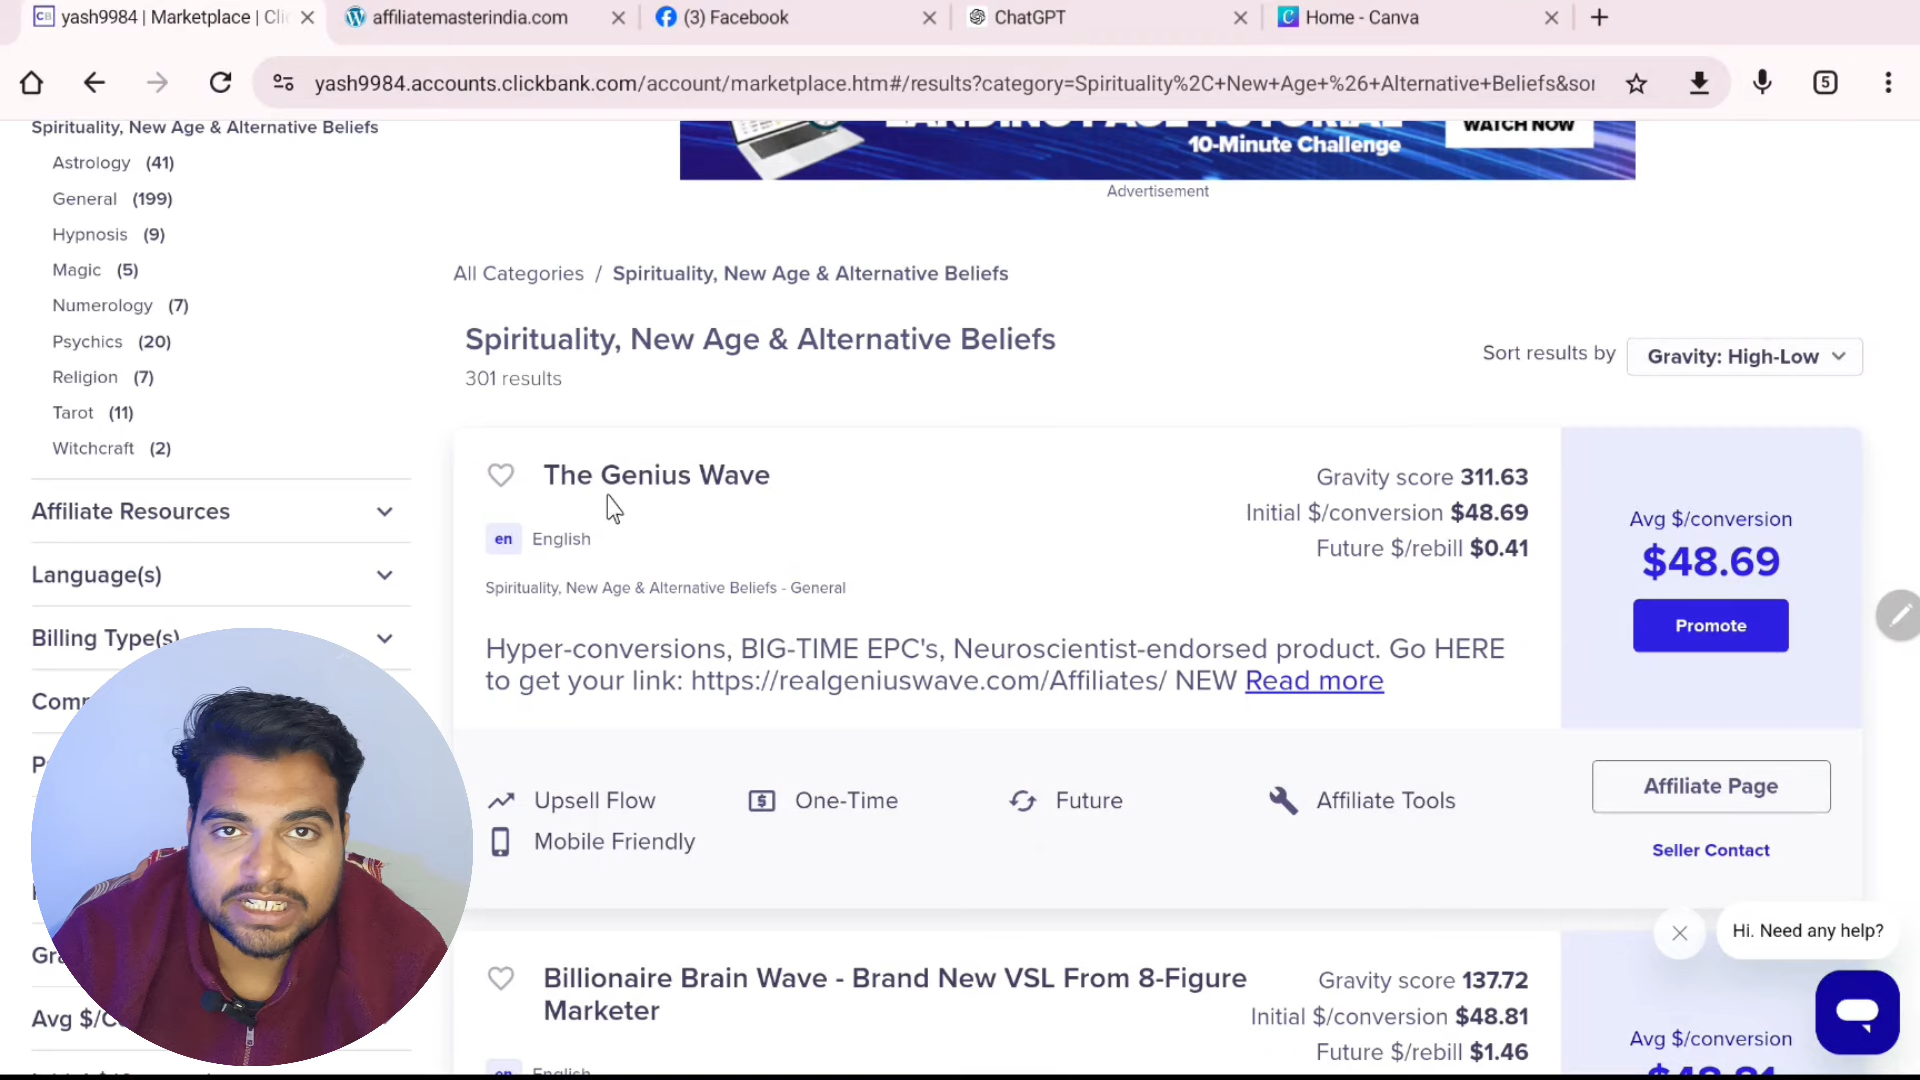 yash9984 | Marketplace | Cli
affiliatemasterindia.com
(3) Facebook
ChatGPT
Home - Canva
yash9984.accounts.clickbank.com/account/marketplace.htm#/results?category=Spirituality%2C+New+Age+%26+Alternative+Beliefs&sor
5
Spirituality, New Age & Alternative Beliefs
Astrology (41)
General (199)
Hypnosis (9)
Magic (5)
Numerology (7)
Psychics (20)
Religion (7)
Tarot (11)
Witchcraft (2)
Affiliate Resources
Language(s)
Billing Type(s)
LANDING PAGE TUTORIAL
10-Minute Challenge
WATCH NOW
Advertisement
All Categories / Spirituality, New Age & Alternative Beliefs
Spirituality, New Age & Alternative Beliefs
301 results
Sort results by Gravity: High-Low
The Genius Wave
en English
Spirituality, New Age & Alternative Beliefs - General
Gravity score 311.63
Initial $/conversion $48.69
Future $/rebill $0.41
Hyper-conversions, BIG-TIME EPC's, Neuroscientist-endorsed product. Go HERE
to get your link: https://realgeniuswave.com/Affiliates/ NEW Read more
Avg $/conversion
$48.69
Promote
Upsell Flow
One-Time
Future
Affiliate Tools
Mobile Friendly
Affiliate Page
Seller Contact
Billionaire Brain Wave - Brand New VSL From 8-Figure
Marketer
en English
Gravity score 137.72
Initial $/conversion $48.81
Future $/rebill $1.46
Avg $/conversion
$48.81
Hi. Need any help?